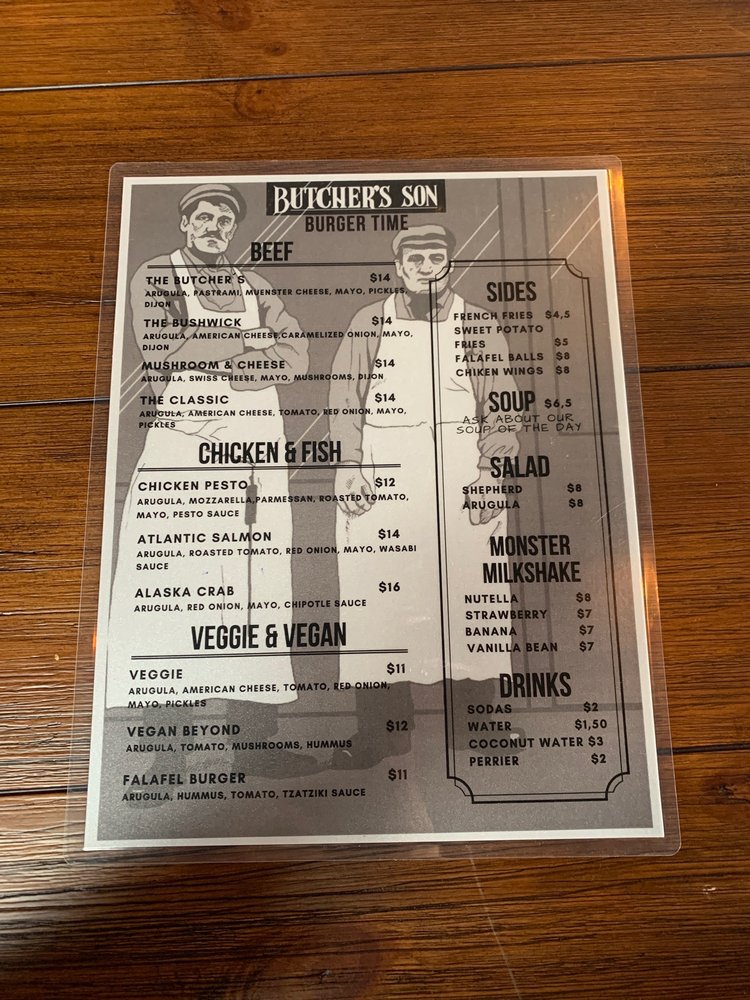 BUTCHER'S SON
BURGER TIME
BEEF
THE BUTCHER'S $14
ARUGULA, PASTRAMI, MUENSTER CHEESE, MAYO, PICKLES,
DIJON
THE BUSHWICK $14
ARUGULA, AMERICAN CHEESE,CARAMELIZED ONION, MAYO,
DIJON
MUSHROOM & CHEESE $14
ARUGULA, SWISS CHEESE, MAYO, MUSHROOMS, DIJON
THE CLASSIC $14
ARUGULA, AMERICAN CHEESE, TOMATO, RED ONION, MAYO,
PICKLES
CHICKEN & FISH
CHICKEN PESTO $12
ARUGULA, MOZZARELLA,PARMESSAN, ROASTED TOMATO,
MAYO, PESTO SAUCE
ATLANTIC SALMON $14
ARUGULA, ROASTED TOMATO, RED ONION, MAYO, WASABI
SAUCE
ALASKA CRAB $16
ARUGULA, RED ONION, MAYO, CHIPOTLE SAUCE
VEGGIE & VEGAN
VEGGIE $11
ARUGULA, AMERICAN CHEESE, TOMATO, RED ONION,
MAYO, PICKLES
VEGAN BEYOND $12
ARUGULA, TOMATO, MUSHROOMS, HUMMUS
FALAFEL BURGER $11
ARUGULA, HUMMUS, TOMATO, TZATZIKI SAUCE
SIDES
FRENCH FRIES $4,5
SWEET POTATO
FRIES $5
FALAFEL BALLS $8
CHIKEN WINGS $8
SOUP $6,5
ASK ABOUT OUR
SOUP OF THE DAY
SALAD
SHEPHERD $8
ARUGULA $8
MONSTER
MILKSHAKE
NUTELLA $8
STRAWBERRY $7
BANANA $7
VANILLA BEAN $7
DRINKS
SODAS $2
WATER $1,50
COCONUT WATER $3
PERRIER $2